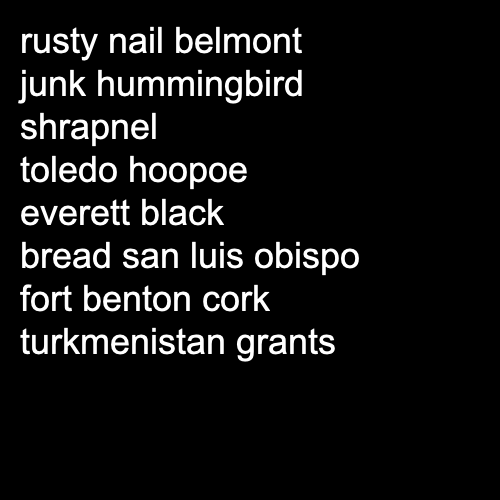 rusty nail belmont
junk hummingbird
shrapnel
toledo hoopoe
everett black
bread san luis obispo
fort benton cork
turkmenistan grants